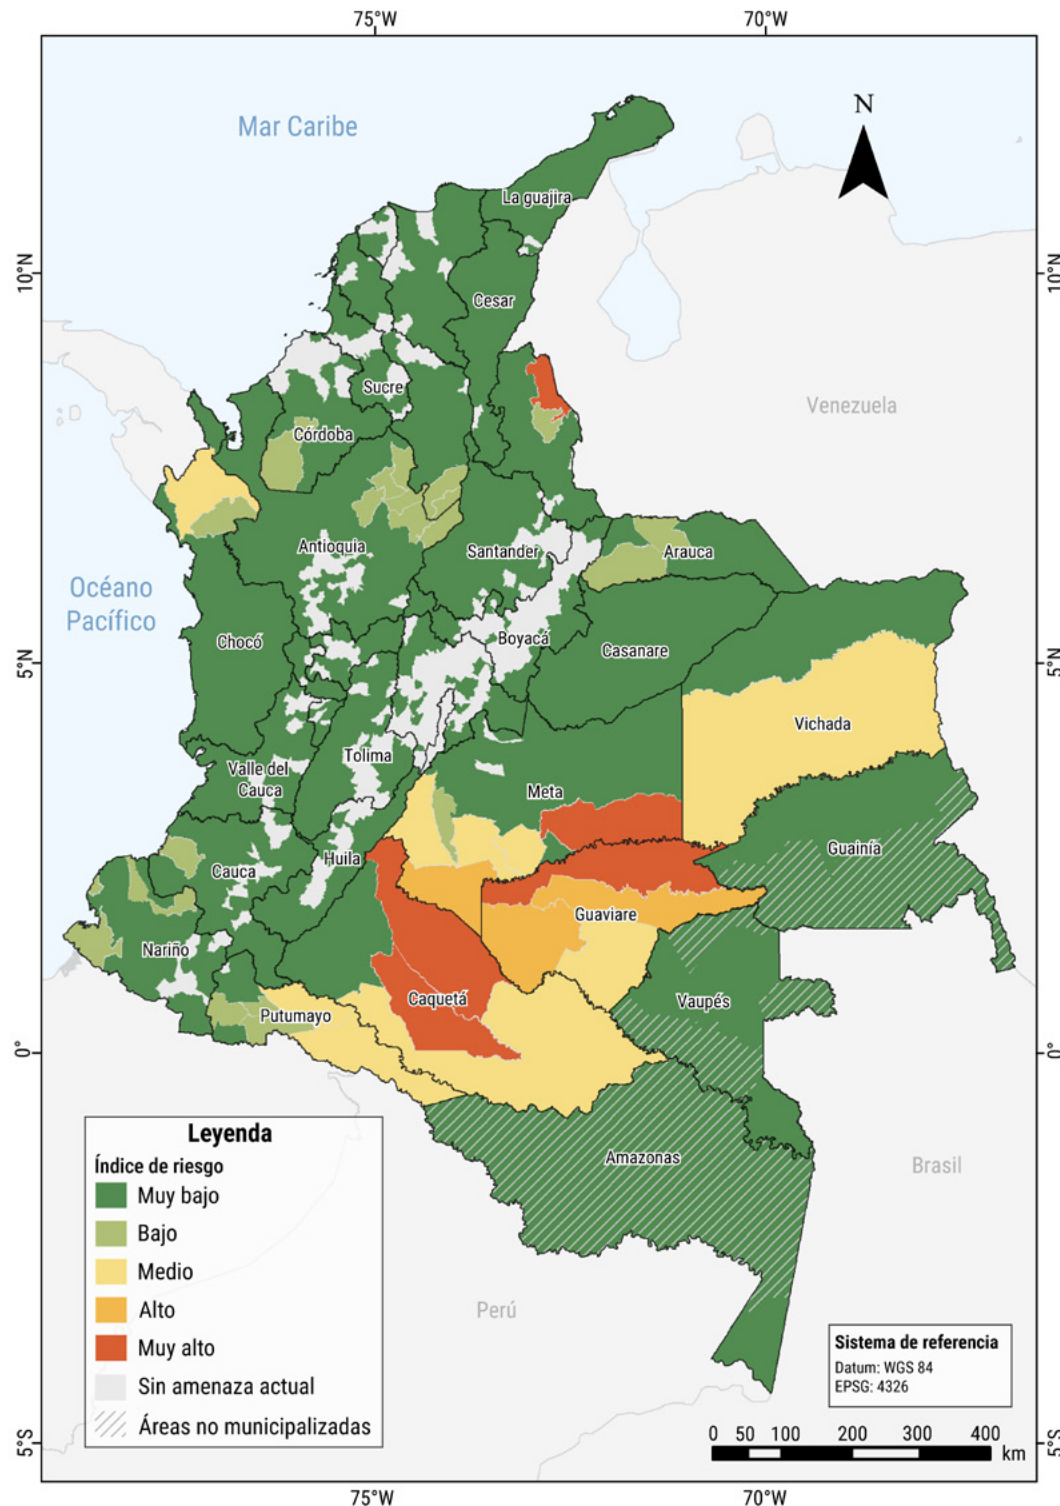 75°W
70°W
Mar Caribe
N
La guajira
10°N
10°N
Cesar
Sucre
Venezuela
Córdoba
Antioquia
Santander
Arauca
Océano
Pacífico
Chocó
Boyacá
Casanare
5°N
5°N
Vichada
Tolima
Valle del
Cauca
Meta
Huila
Cauca
Guainía
Guaviare
Nariño
Caquetá
Vaupés
Putumayo
0°
0°
Amazonas
Brasil
Perú
Leyenda
Índice de riesgo
Muy bajo
Bajo
Medio
Alto
Muy alto
Sin amenaza actual
Áreas no municipalizadas
Sistema de referencia
Datum: WGS 84
EPSG: 4326
0 50 100 200 300 400
km
5°S
5°S
75°W
70°W